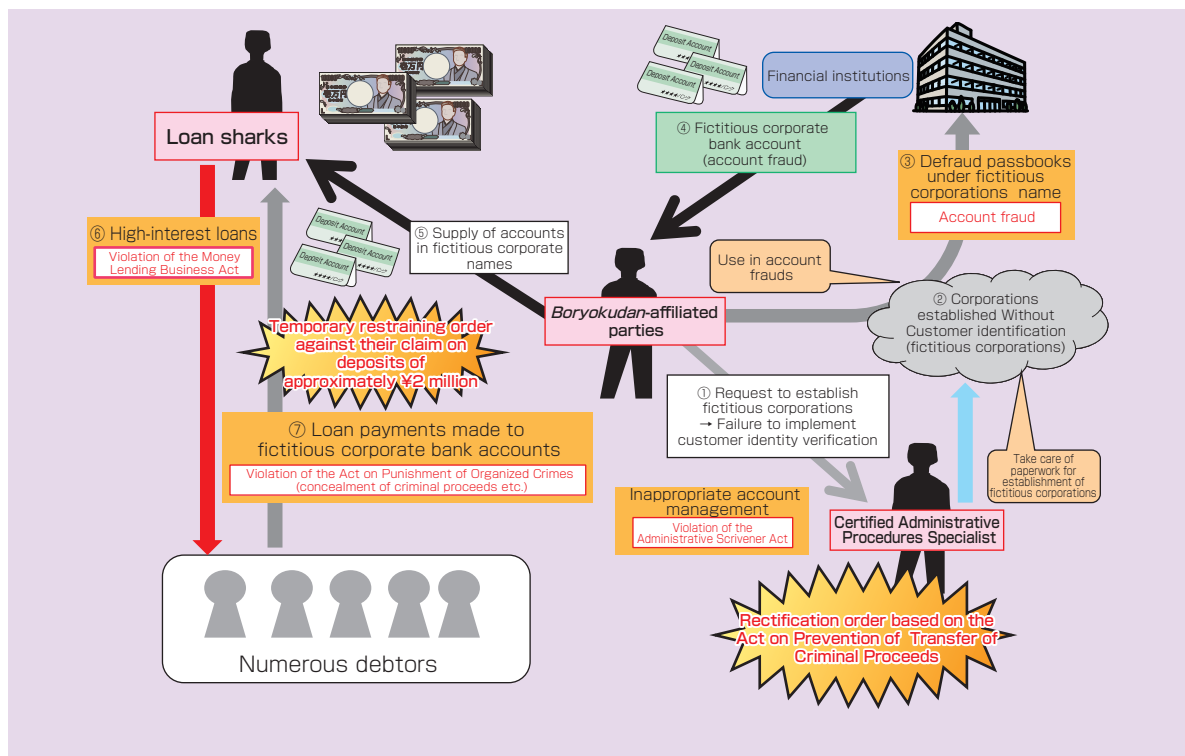 Deposit Account
Deposit Account
Deposit Account
Financial institutions
Loan sharks
④ Fictitious corporate
bank account
(account fraud)
③ Defraud passbooks
under fictitious
corporations name
Account fraud
⑥ High-interest loans
Violation of the Money
Lending Business Act
Deposit Account
Deposit Account
Deposit Account
⑤ Supply of accounts
in fictitious corporate
names
Use in account
frauds
Boryokudan-affiliated
parties
② Corporations
established Without
Customer identification
(fictitious corporations)
Temporary restraining order
against their claim on
deposits of
approximately ¥2 million
① Request to establish
fictitious corporations
→ Failure to implement
customer identity verification
⑦ Loan payments made to
fictitious corporate bank accounts
Violation of the Act on Punishment of Organized Crimes
(concealment of criminal proceeds etc.)
Take care of
paperwork for
establishment of
fictitious corporations
Inappropriate account
management
Violation of the
Administrative Scrivener Act
Certified Administrative
Procedures Specialist
Rectification order based on the
Act on Prevention of Transfer of
Criminal Proceeds
Numerous debtors